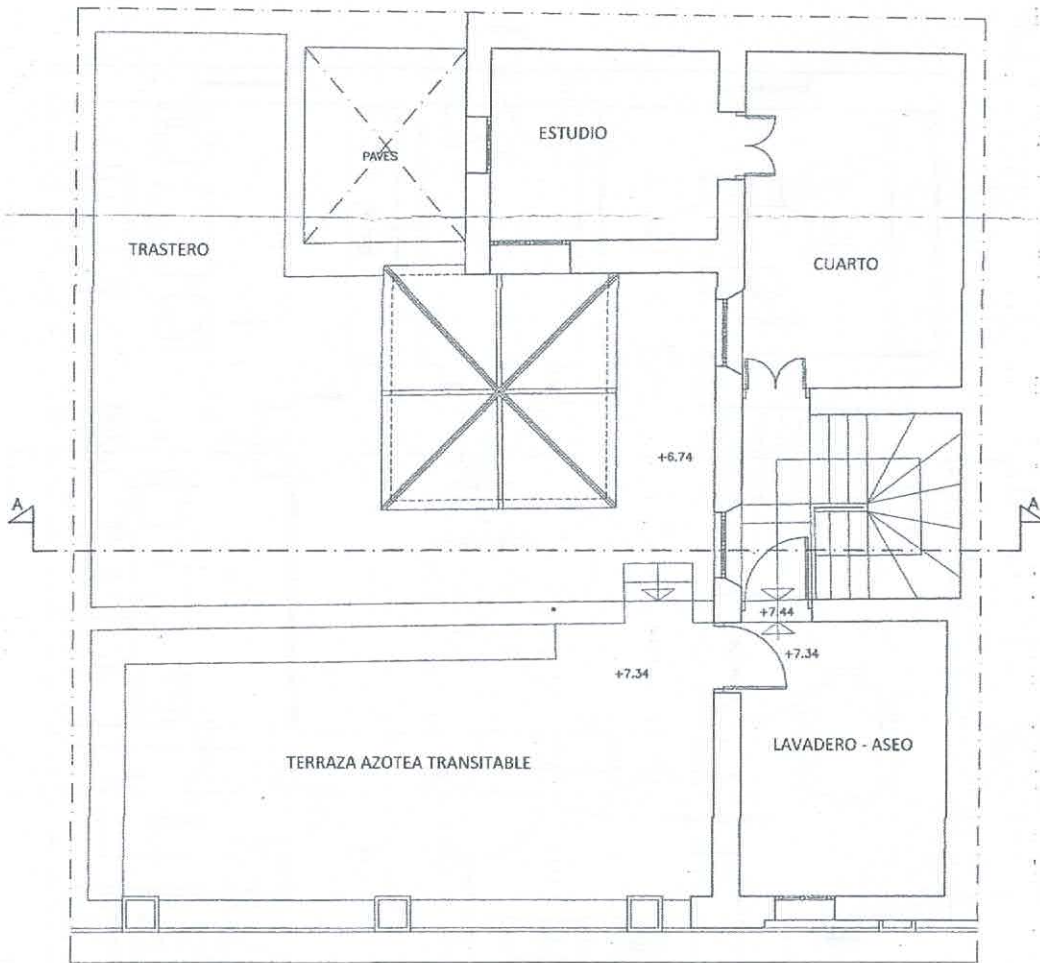 ESTUDIO
PAVES
TRASTERO
CUARTO
+6.74
A
A
+7.44
+7.34
+7.34
LAVADERO - ASEO
TERRAZA AZOTEA TRANSITABLE